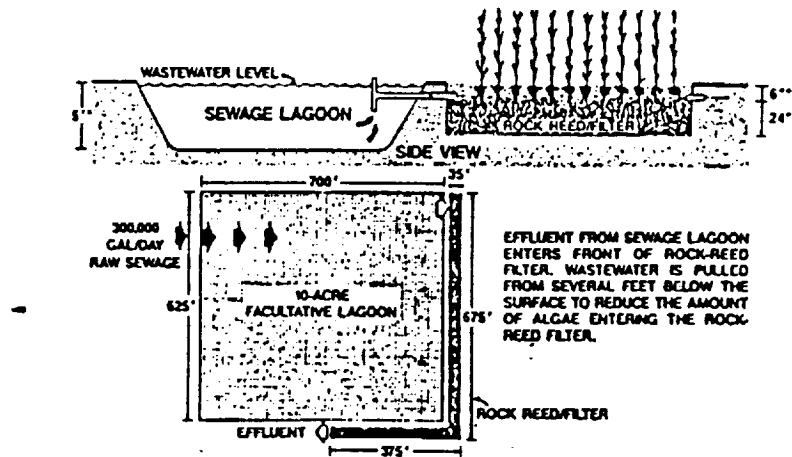 WASTEWATER LEVEL
SEWAGE LAGOON
6""
24"
5""
ROCK REED/FILTER
SIDE VIEW
700'
35'
300,000
GAL/DAY
RAW SEWAGE
10-ACRE
FACULTATIVE LAGOON
625'
675'
EFFLUENT FROM SEWAGE LAGOON
ENTERS FRONT OF ROCK-REED
FILTER. WASTEWATER IS PULLED
FROM SEVERAL FEET BELOW THE
SURFACE TO REDUCE THE AMOUNT
OF ALGAE ENTERING THE ROCK-
REED FILTER.
ROCK REED/FILTER
EFFLUENT
375'